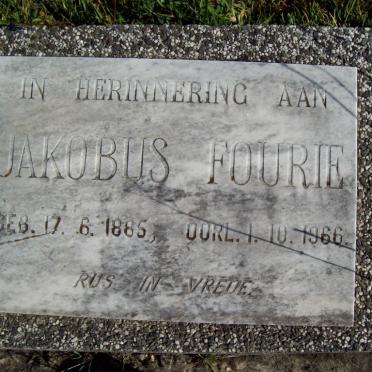 IN HERINNERING AAN
JAKOBUS FOURIE
GEB. 17. 6. 1885, OORL. 1. 10. 1966.
RUS IN VREDE.